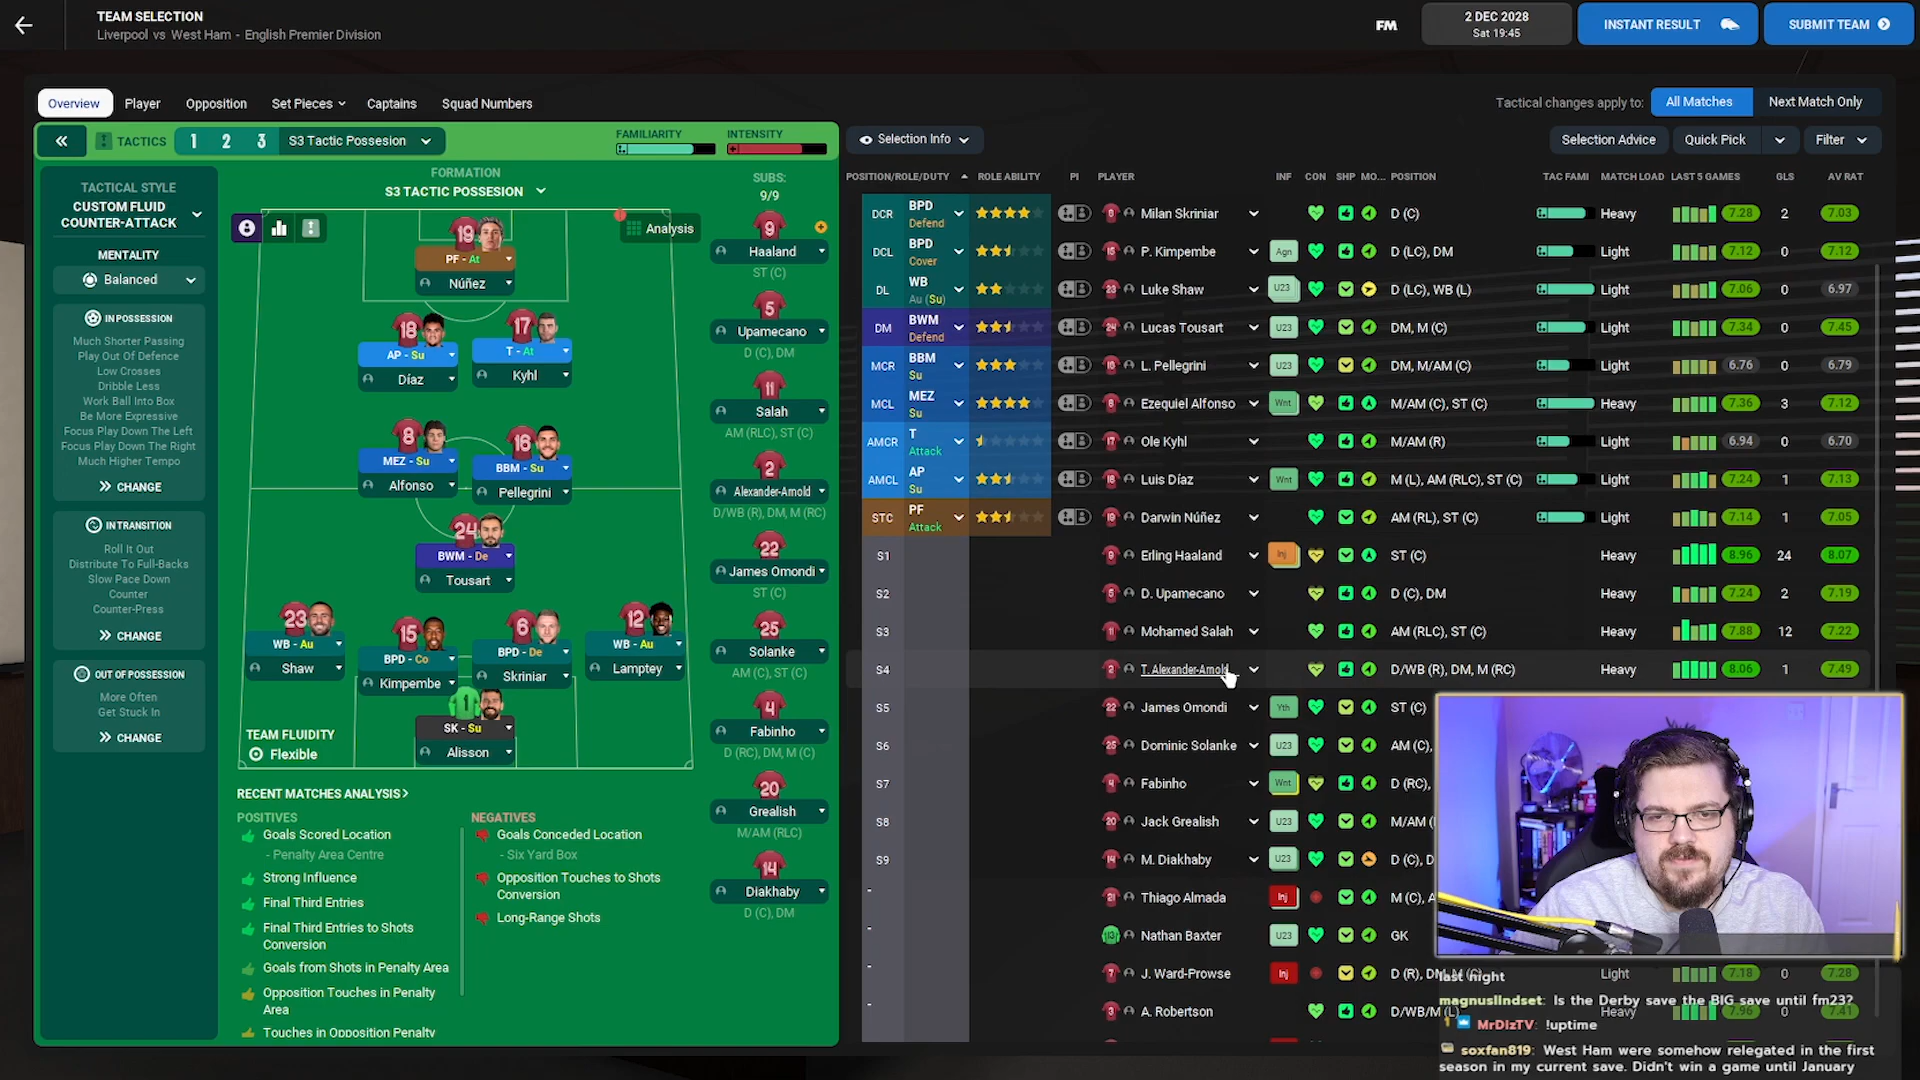 TEAM SELECTION
Liverpool vs West Ham - English Premier Division
FM
2 DEC 2028
Sat 19:45
INSTANT RESULT
SUBMIT TEAM
Overview
Player
Opposition
Set Pieces
Captains
Squad Numbers
Tactical changes apply to:
All Matches
Next Match Only
TACTICS
1 2 3
S3 Tactic Possesion
FAMILIARITY
INTENSITY
Selection Info
Selection Advice
Quick Pick
Filter
TACTICAL STYLE
CUSTOM FLUID
COUNTER-ATTACK
MENTALITY
Balanced
IN POSSESSION
Much Shorter Passing
Play Out Of Defence
Low Crosses
Dribble Less
Work Ball Into Box
Be More Expressive
Focus Play Down The Left
Focus Play Down The Right
Much Higher Tempo
CHANGE
IN TRANSITION
Roll It Out
Distribute To Full-Backs
Slow Pace Down
Counter
Counter-Press
CHANGE
OUT OF POSSESSION
More Often
Get Stuck In
CHANGE
FORMATION
S3 TACTIC POSSESION
Analysis
19
PF - At
Núñez
18
AP - Su
Díaz
17
T - At
Kyhl
8
MEZ - Su
Alfonso
16
BBM - Su
Pellegrini
24
BWM - De
Tousart
23
WB - Au
Shaw
15
BPD - Co
Kimpembe
6
BPD - De
Skriniar
12
WB - Au
Lamptey
1
SK - Su
Alisson
TEAM FLUIDITY
Flexible
SUBS:
9/9
9
Haaland
ST (C)
5
Upamecano
D (C), DM
11
Salah
AM (RLC), ST (C)
2
Alexander-Arnold
D/WB (R), DM, M (RC)
22
James Omondi
ST (C)
25
Solanke
AM (C), ST (C)
4
Fabinho
D (RC), DM, M (C)
20
Grealish
M/AM (RLC)
14
Diakhaby
D (C), DM
RECENT MATCHES ANALYSIS >
POSITIVES
Goals Scored Location
- Penalty Area Centre
Strong Influence
Final Third Entries
Final Third Entries to Shots
Conversion
Goals from Shots in Penalty Area
Opposition Touches in Penalty
Area
Touches in Opposition Penalty
NEGATIVES
Goals Conceded Location
- Six Yard Box
Opposition Touches to Shots
Conversion
Long-Range Shots
POSITION/ROLE/DUTY ROLE ABILITY PI PLAYER INF CON SHP MO... POSITION TAC FAMI MATCH LOAD LAST 5 GAMES GLS AV RAT
DCR BPD Defend Milan Skriniar D (C) Heavy 7.28 2 7.03
DCL BPD Cover P. Kimpembe Agn D (LC), DM Light 7.12 0 7.12
DL WB Au (Su) Luke Shaw U23 D (LC), WB (L) Light 7.06 0 6.97
DM BWM Defend Lucas Tousart U23 DM, M (C) Light 7.34 0 7.45
MCR BBM Su L. Pellegrini U23 DM, M/AM (C) Light 6.76 0 6.79
MCL MEZ Su Ezequiel Alfonso Wnt M/AM (C), ST (C) Heavy 7.36 3 7.12
AMCR T Attack Ole Kyhl M/AM (R) Light 6.94 0 6.70
AMCL AP Su Luis Díaz Wnt M (L), AM (RLC), ST (C) Light 7.24 1 7.13
STC PF Attack Darwin Núñez AM (RL), ST (C) Light 7.14 1 7.05
S1 Erling Haaland Inj ST (C) Heavy 8.96 24 8.07
S2 D. Upamecano D (C), DM Heavy 7.24 2 7.19
S3 Mohamed Salah AM (RLC), ST (C) Heavy 7.88 12 7.22
S4 T. Alexander-Arnold D/WB (R), DM, M (RC) Heavy 8.06 1 7.49
S5 James Omondi Yth ST (C)
S6 Dominic Solanke U23 AM (C),
S7 Fabinho Wnt D (RC),
S8 Jack Grealish U23 M/AM (
S9 M. Diakhaby U23 D (C), D
- Thiago Almada Inj M (C), A
- Nathan Baxter U23 GK
- J. Ward-Prowse Inj D (R), DM, Light 7.18 0 7.28
- A. Robertson D/WB/M (L) Heavy 7.96 0 7.41
last night
magnuslindset: Is the Derby save the BIG save until fm23?
MrDIzTV: !uptime
soxfan819: West Ham were somehow relegated in the first
season in my current save. Didn't win a game until January